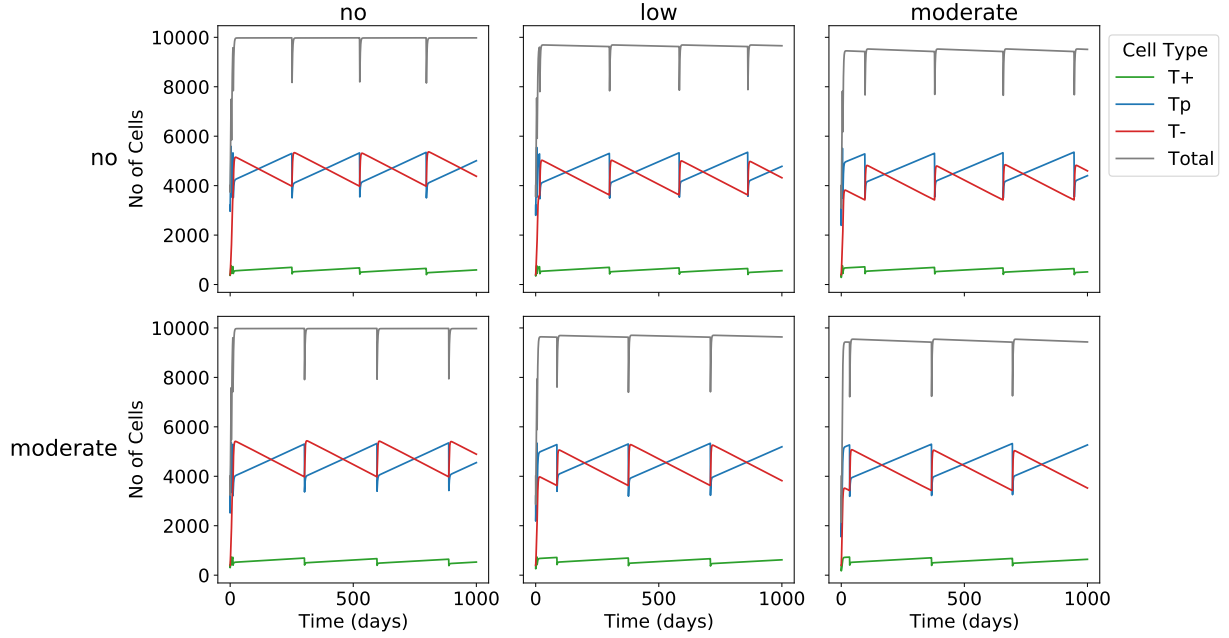 no low moderate
10000
8000
6000
4000
2000
0
no
No of Cells
Cell Type
T+
Tp
T-
Total
10000
8000
6000
4000
2000
0
moderate
No of Cells
0 500 1000 0 500 1000 0 500 1000
Time (days) Time (days) Time (days)